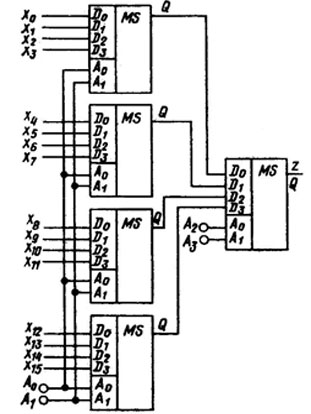 X₀ D₀ MS Q
X₁ D₁
X₂ D₂
X₃ D₃
A₀
A₁
X₄ D₀ MS Q
X₅ D₁
X₆ D₂
X₇ D₃
A₀
A₁
D₀ MS Z
D₁ Q
D₂
D₃
A₂ A₀
A₃ A₁
X₈ D₀ MS Q
X₉ D₁
X₁₀ D₂
X₁₁ D₃
A₀
A₁
X₁₂ D₀ MS Q
X₁₃ D₁
X₁₄ D₂
X₁₅ D₃
A₀ A₀
A₁ A₁